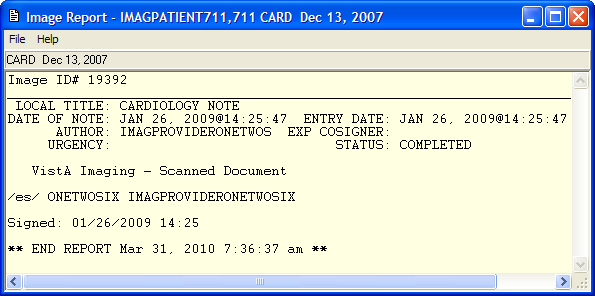 Image Report - IMAGPATIENT711,711 CARD  Dec 13, 2007
File  Help
CARD  Dec 13, 2007
Image ID# 19392
LOCAL TITLE: CARDIOLOGY NOTE
DATE OF NOTE: JAN 26, 2009@14:25:47  ENTRY DATE: JAN 26, 2009@14:25:47
AUTHOR: IMAGPROVIDERONETWOS  EXP COSIGNER:
URGENCY:                            STATUS: COMPLETED
VistA Imaging - Scanned Document
/es/ ONETWOSIX IMAGPROVIDERONETWOSIX
Signed: 01/26/2009 14:25
** END REPORT Mar 31, 2010 7:36:37 am **